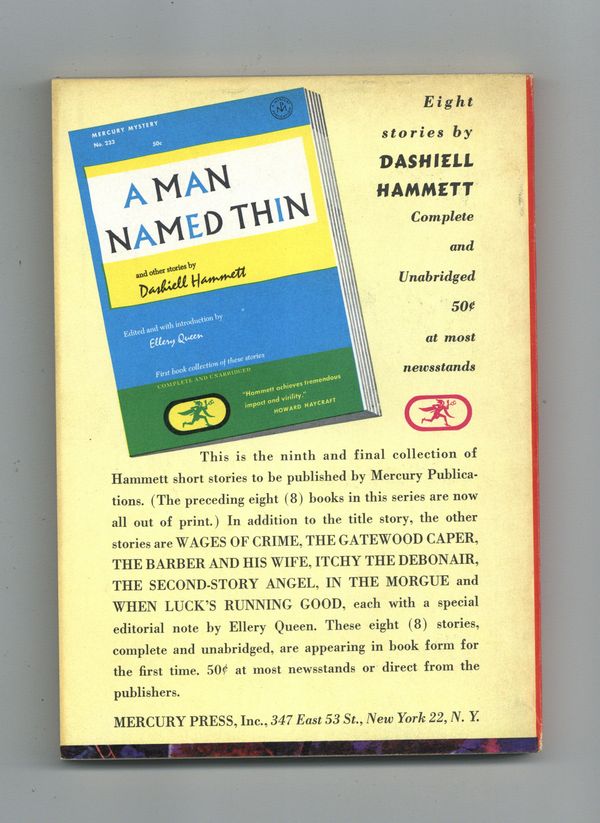 MERCURY MYSTERY
No. 233 50c
A MAN
NAMED THIN
and other stories by
Dashiell Hammett
Edited and with introduction by
Ellery Queen
First book collection of these stories
COMPLETE AND UNABRIDGED
"Hammett achieves tremendous
impact and virility."
HOWARD HAYCRAFT
Eight
stories by
DASHIELL
HAMMETT
Complete
and
Unabridged
50¢
at most
newsstands
This is the ninth and final collection of
Hammett short stories to be published by Mercury Publica-
tions. (The preceding eight (8) books in this series are now
all out of print.) In addition to the title story, the other
stories are WAGES OF CRIME, THE GATEWOOD CAPER,
THE BARBER AND HIS WIFE, ITCHY THE DEBONAIR,
THE SECOND-STORY ANGEL, IN THE MORGUE and
WHEN LUCK'S RUNNING GOOD, each with a special
editorial note by Ellery Queen. These eight (8) stories,
complete and unabridged, are appearing in book form for
the first time. 50¢ at most newsstands or direct from the
publishers.
MERCURY PRESS, Inc., 347 East 53 St., New York 22, N. Y.